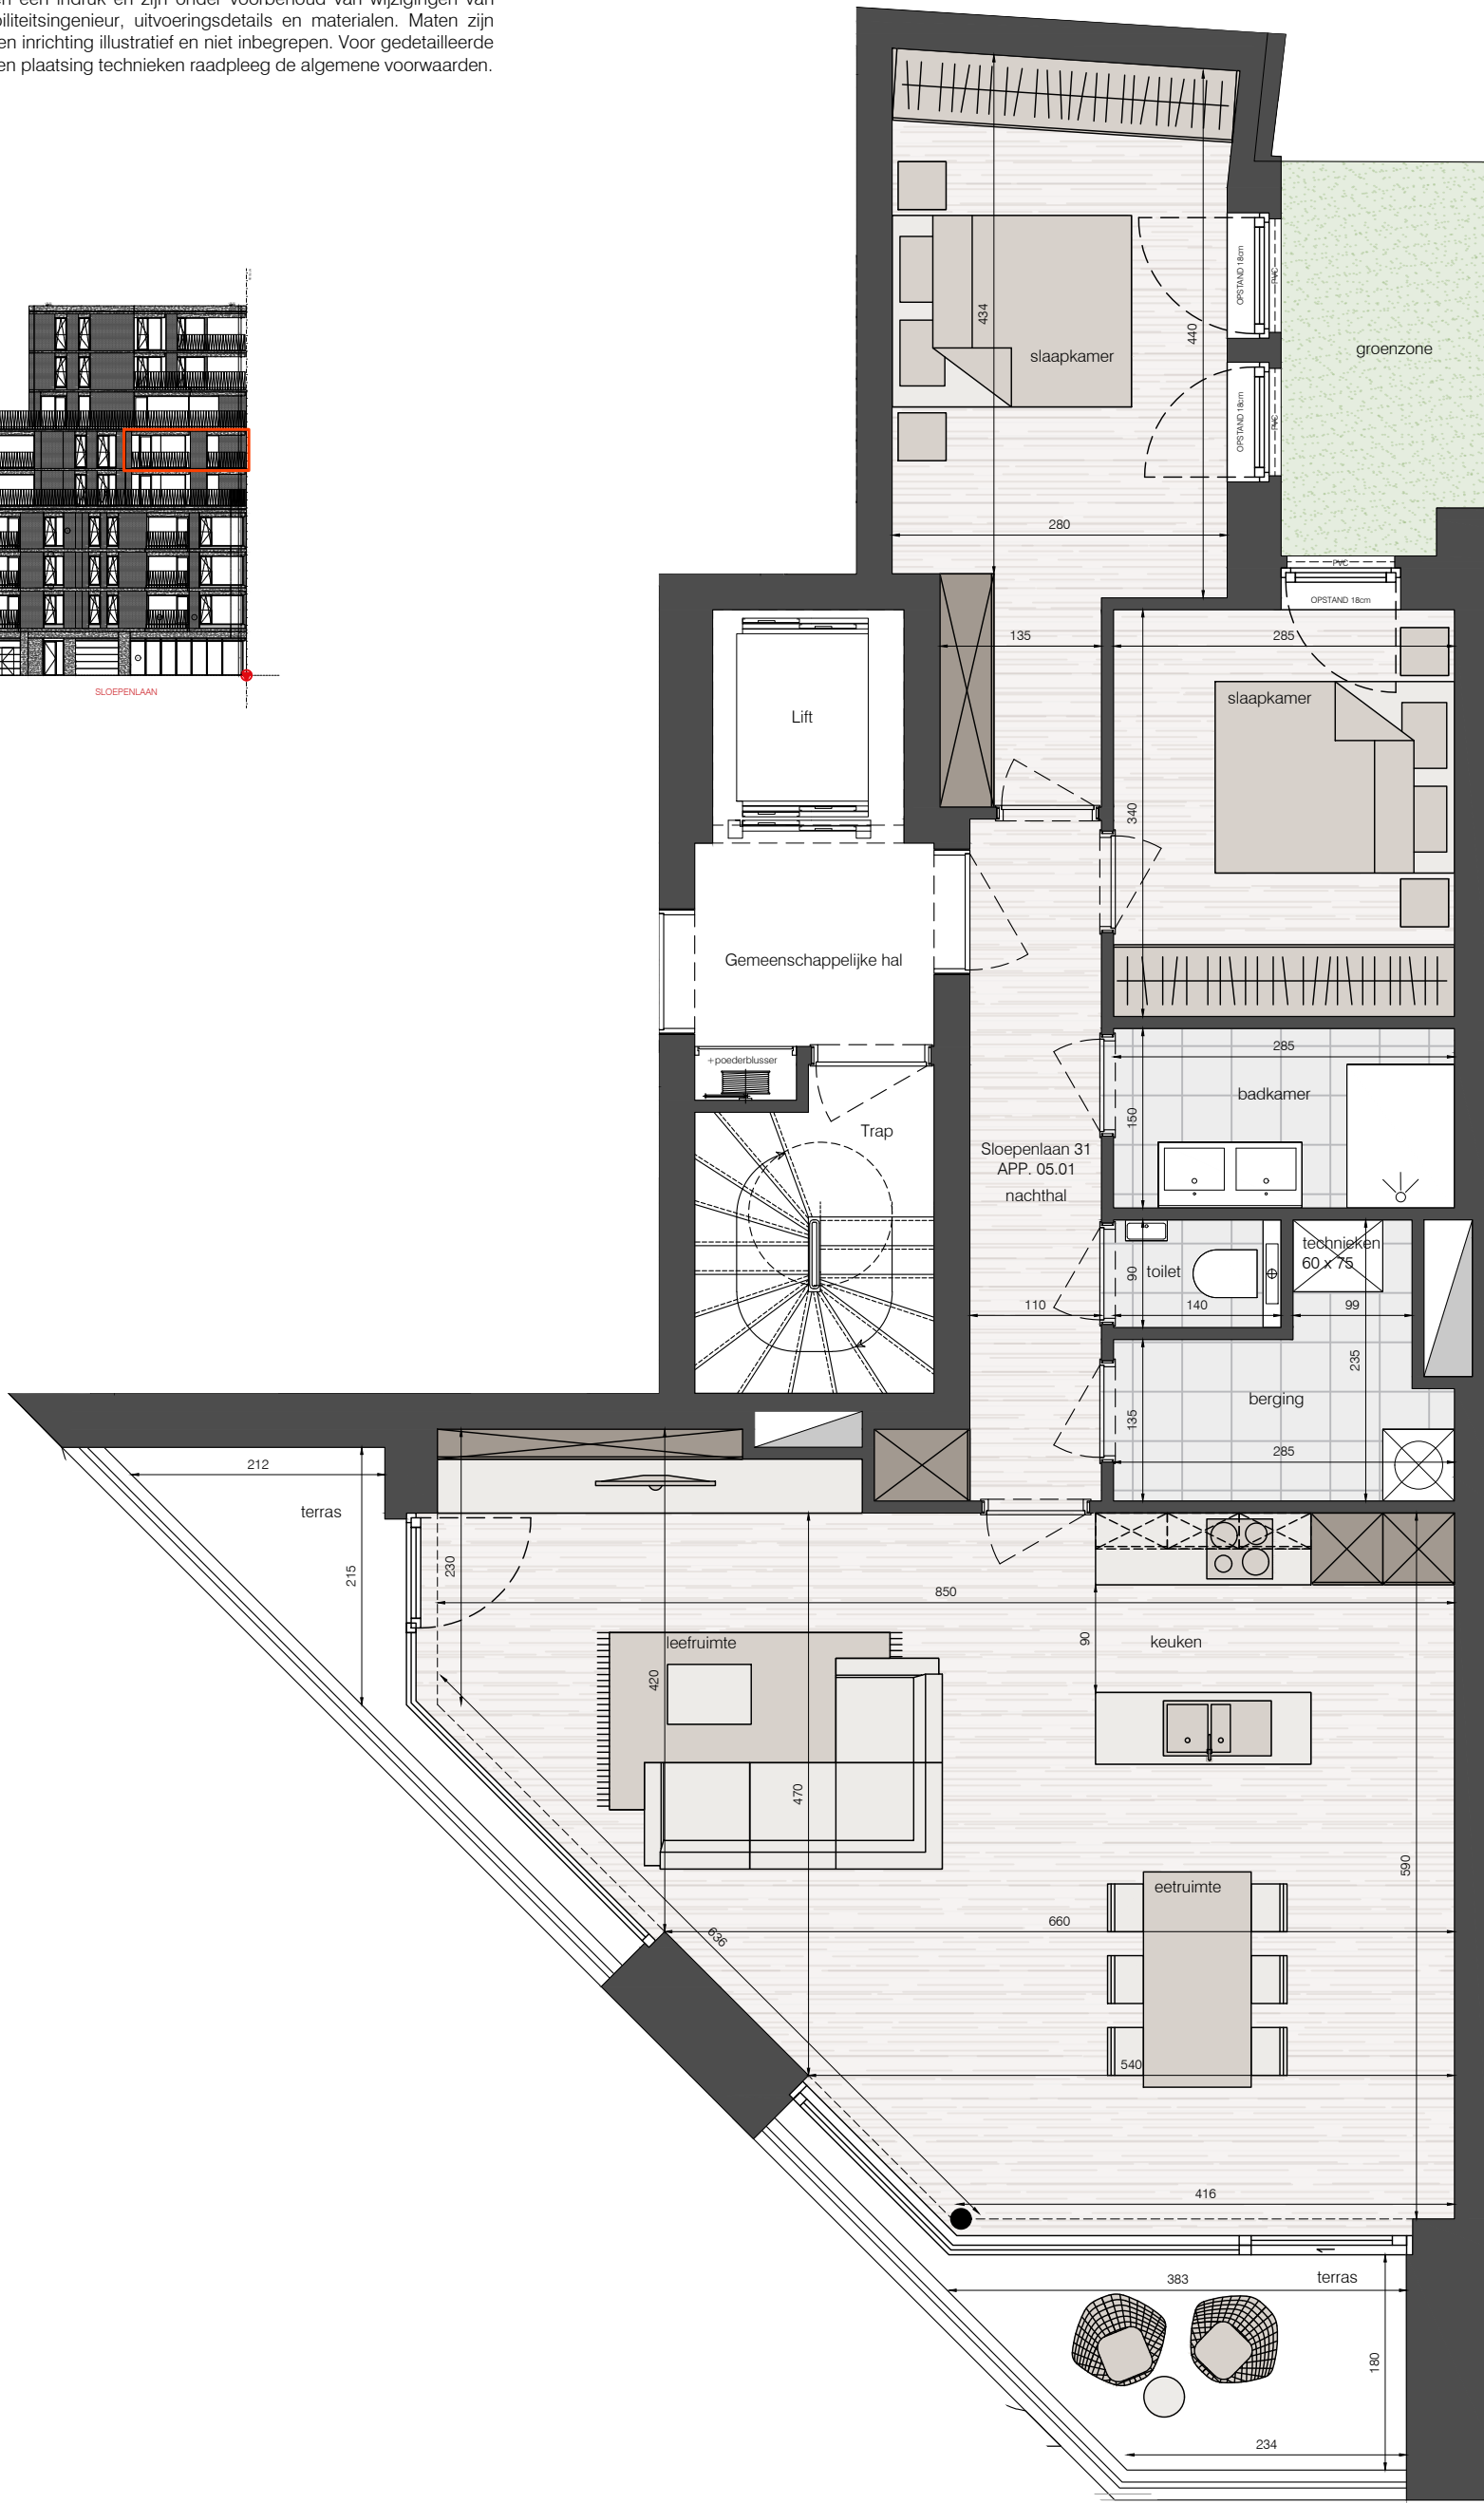 iliteitsingenieur, uitvoeringsdetails en materialen. Maten zijn
en inrichting illustratief en niet inbegrepen. Voor gedetailleerde
en plaatsing technieken raadpleeg de algemene voorwaarden.
SLOEPENLAAN
434
440
slaapkamer
280
OPSTAND 18cm
PVC
OPSTAND 18cm
PVC
groenzone
PVC
OPSTAND 18cm
135
285
slaapkamer
340
Lift
Gemeenschappelijke hal
+poederblusser
Trap
285
badkamer
150
Sloepenlaan 31
APP. 05.01
nachthal
110
90
toilet
140
technieken
60 x 75
99
235
berging
135
285
212
terras
215
230
850
leefruimte
420
90
keuken
470
590
eetruimte
660
636
540
416
383
terras
180
234